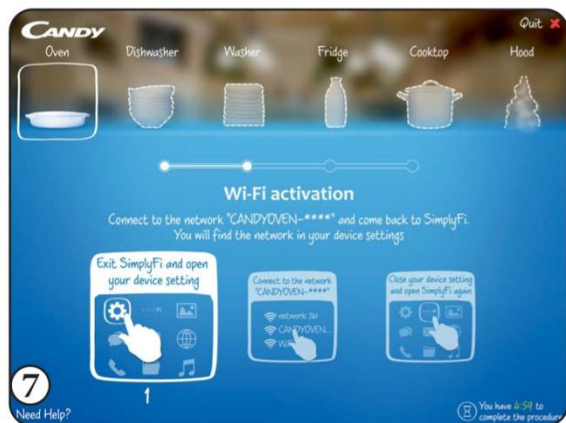 CANDY
Quit
Oven Dishwasher Washer Fridge Cooktop Hood
Wi-Fi activation
Connect to the network "CANDYOVEN-****" and come back to SimplyFi.
You will find the network in your device settings
Exit SimplyFi and open
your device setting
Connect to the network
"CANDYOVEN-****"
network 741
CANDYOVEN...
Close your device setting
and open SimplyFi again
1
7
Need Help?
You have 4:59 to
complete the procedure